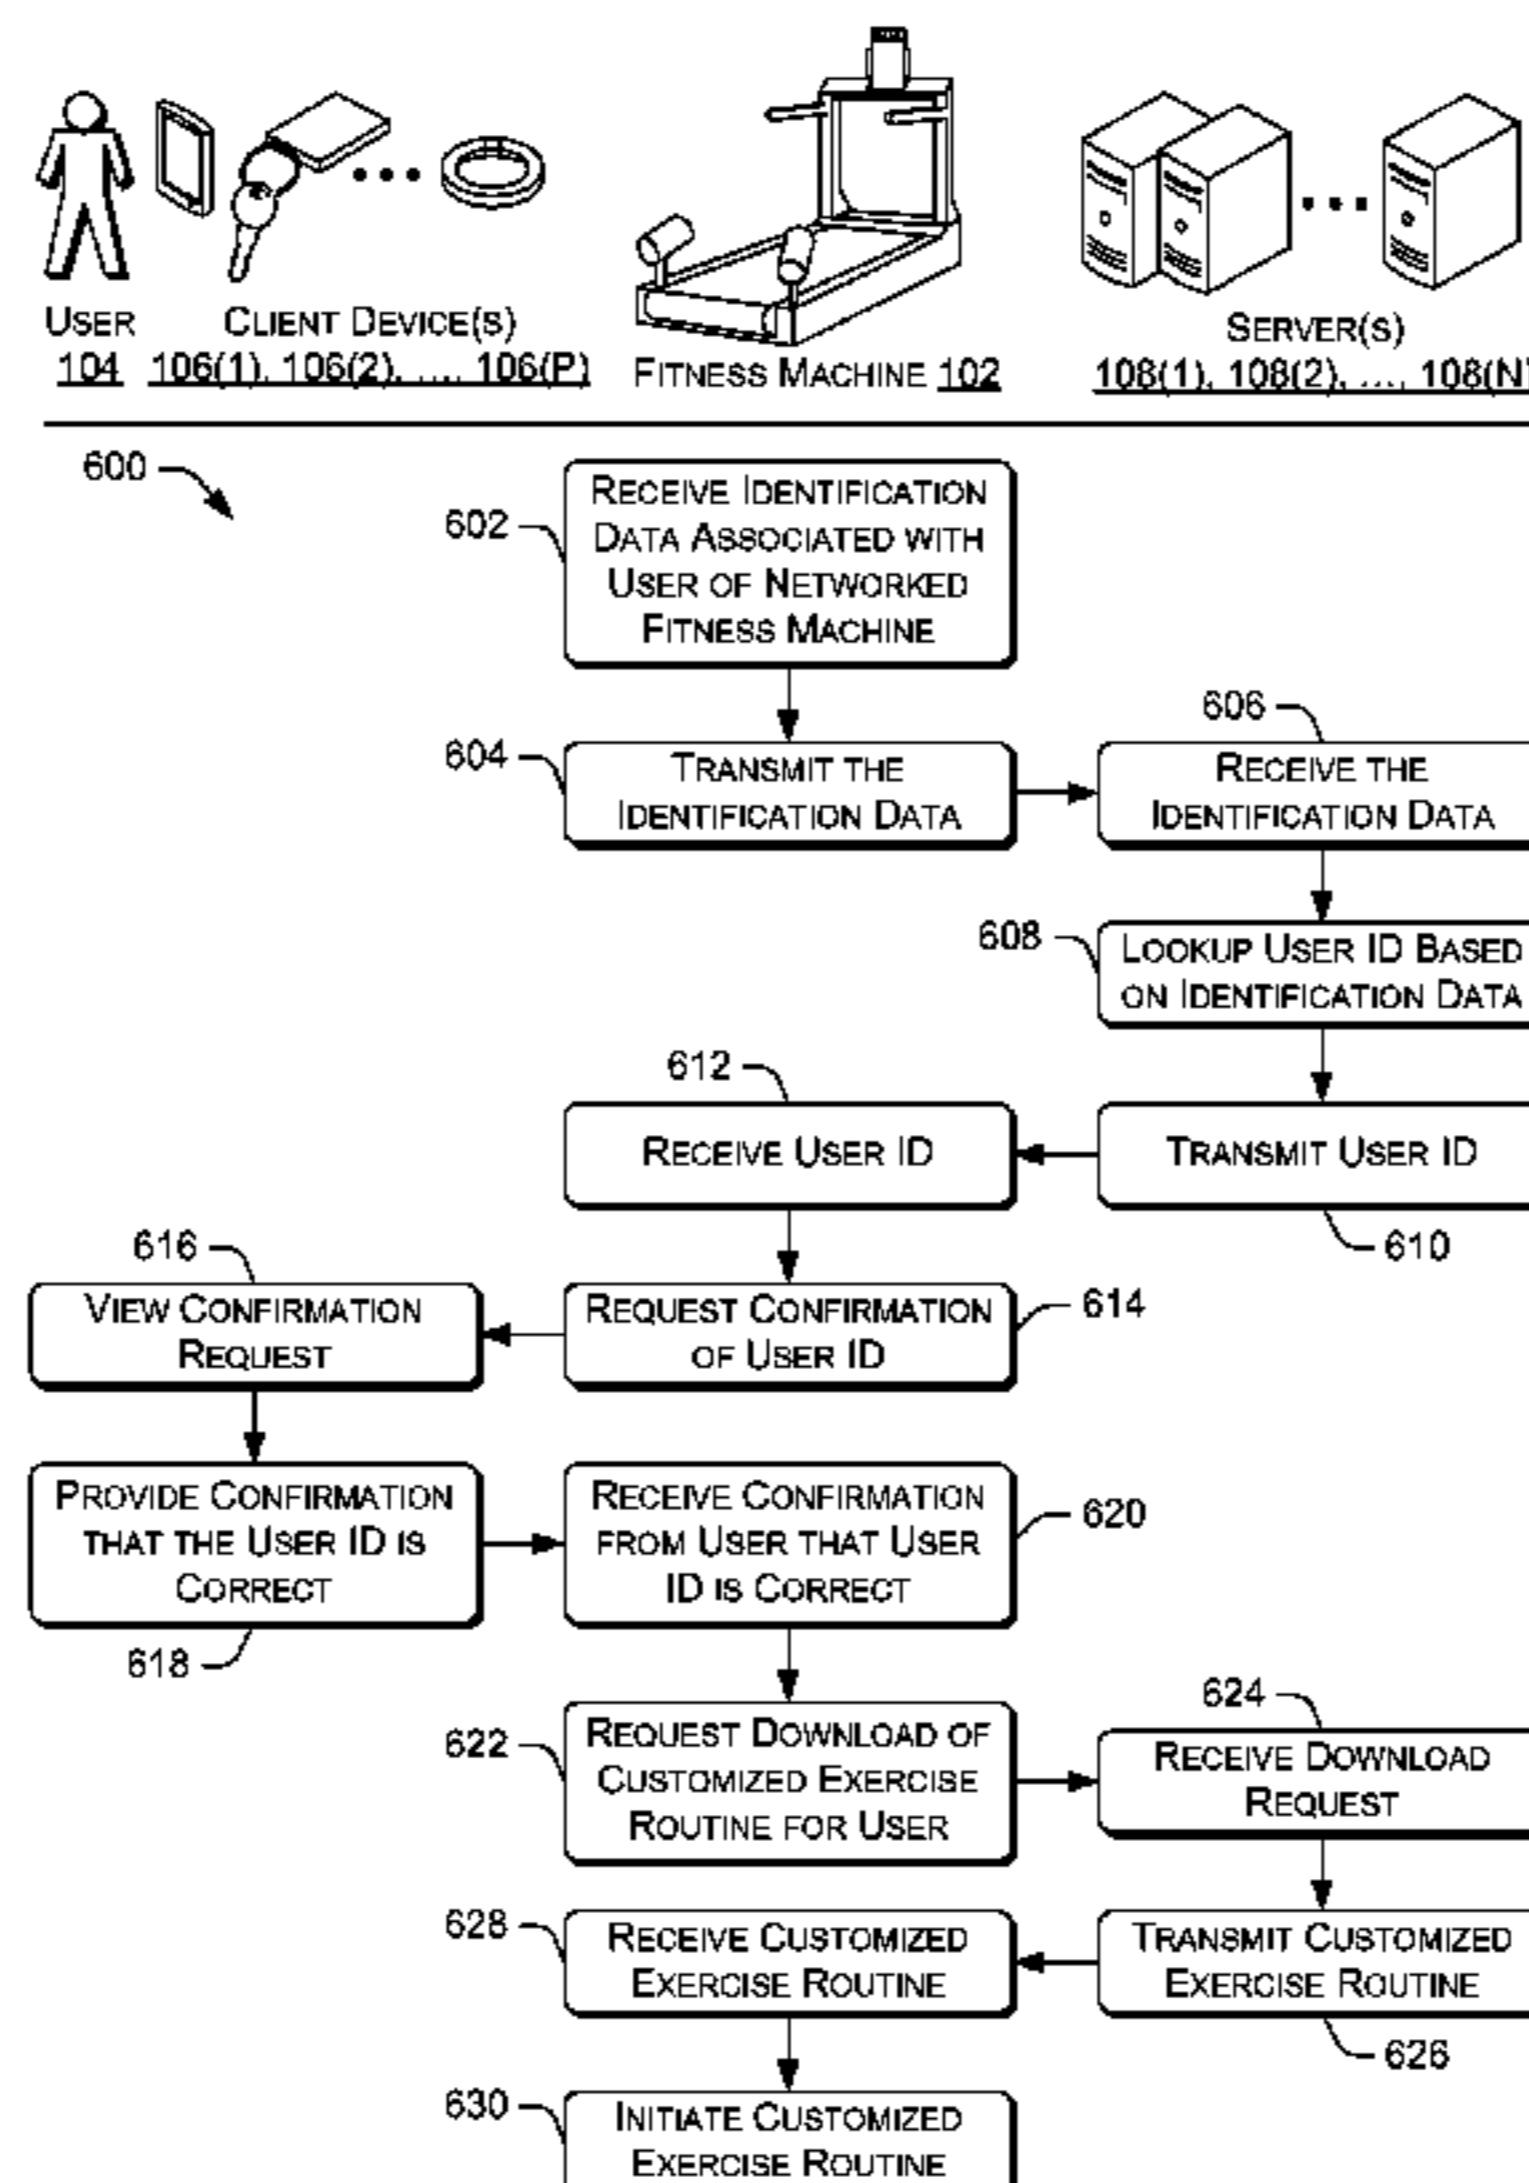 USER
104
CLIENT DEVICE(S)
106(1), 106(2), ..., 106(P)
FITNESS MACHINE 102
SERVER(S)
108(1), 108(2), ..., 108(N)
600
602
RECEIVE IDENTIFICATION
DATA ASSOCIATED WITH
USER OF NETWORKED
FITNESS MACHINE
604
TRANSMIT THE
IDENTIFICATION DATA
606
RECEIVE THE
IDENTIFICATION DATA
608
LOOKUP USER ID BASED
ON IDENTIFICATION DATA
612
RECEIVE USER ID
TRANSMIT USER ID
610
616
VIEW CONFIRMATION
REQUEST
REQUEST CONFIRMATION
OF USER ID
614
PROVIDE CONFIRMATION
THAT THE USER ID IS
CORRECT
618
RECEIVE CONFIRMATION
FROM USER THAT USER
ID IS CORRECT
620
622
REQUEST DOWNLOAD OF
CUSTOMIZED EXERCISE
ROUTINE FOR USER
624
RECEIVE DOWNLOAD
REQUEST
628
RECEIVE CUSTOMIZED
EXERCISE ROUTINE
TRANSMIT CUSTOMIZED
EXERCISE ROUTINE
626
630
INITIATE CUSTOMIZED
EXERCISE ROUTINE